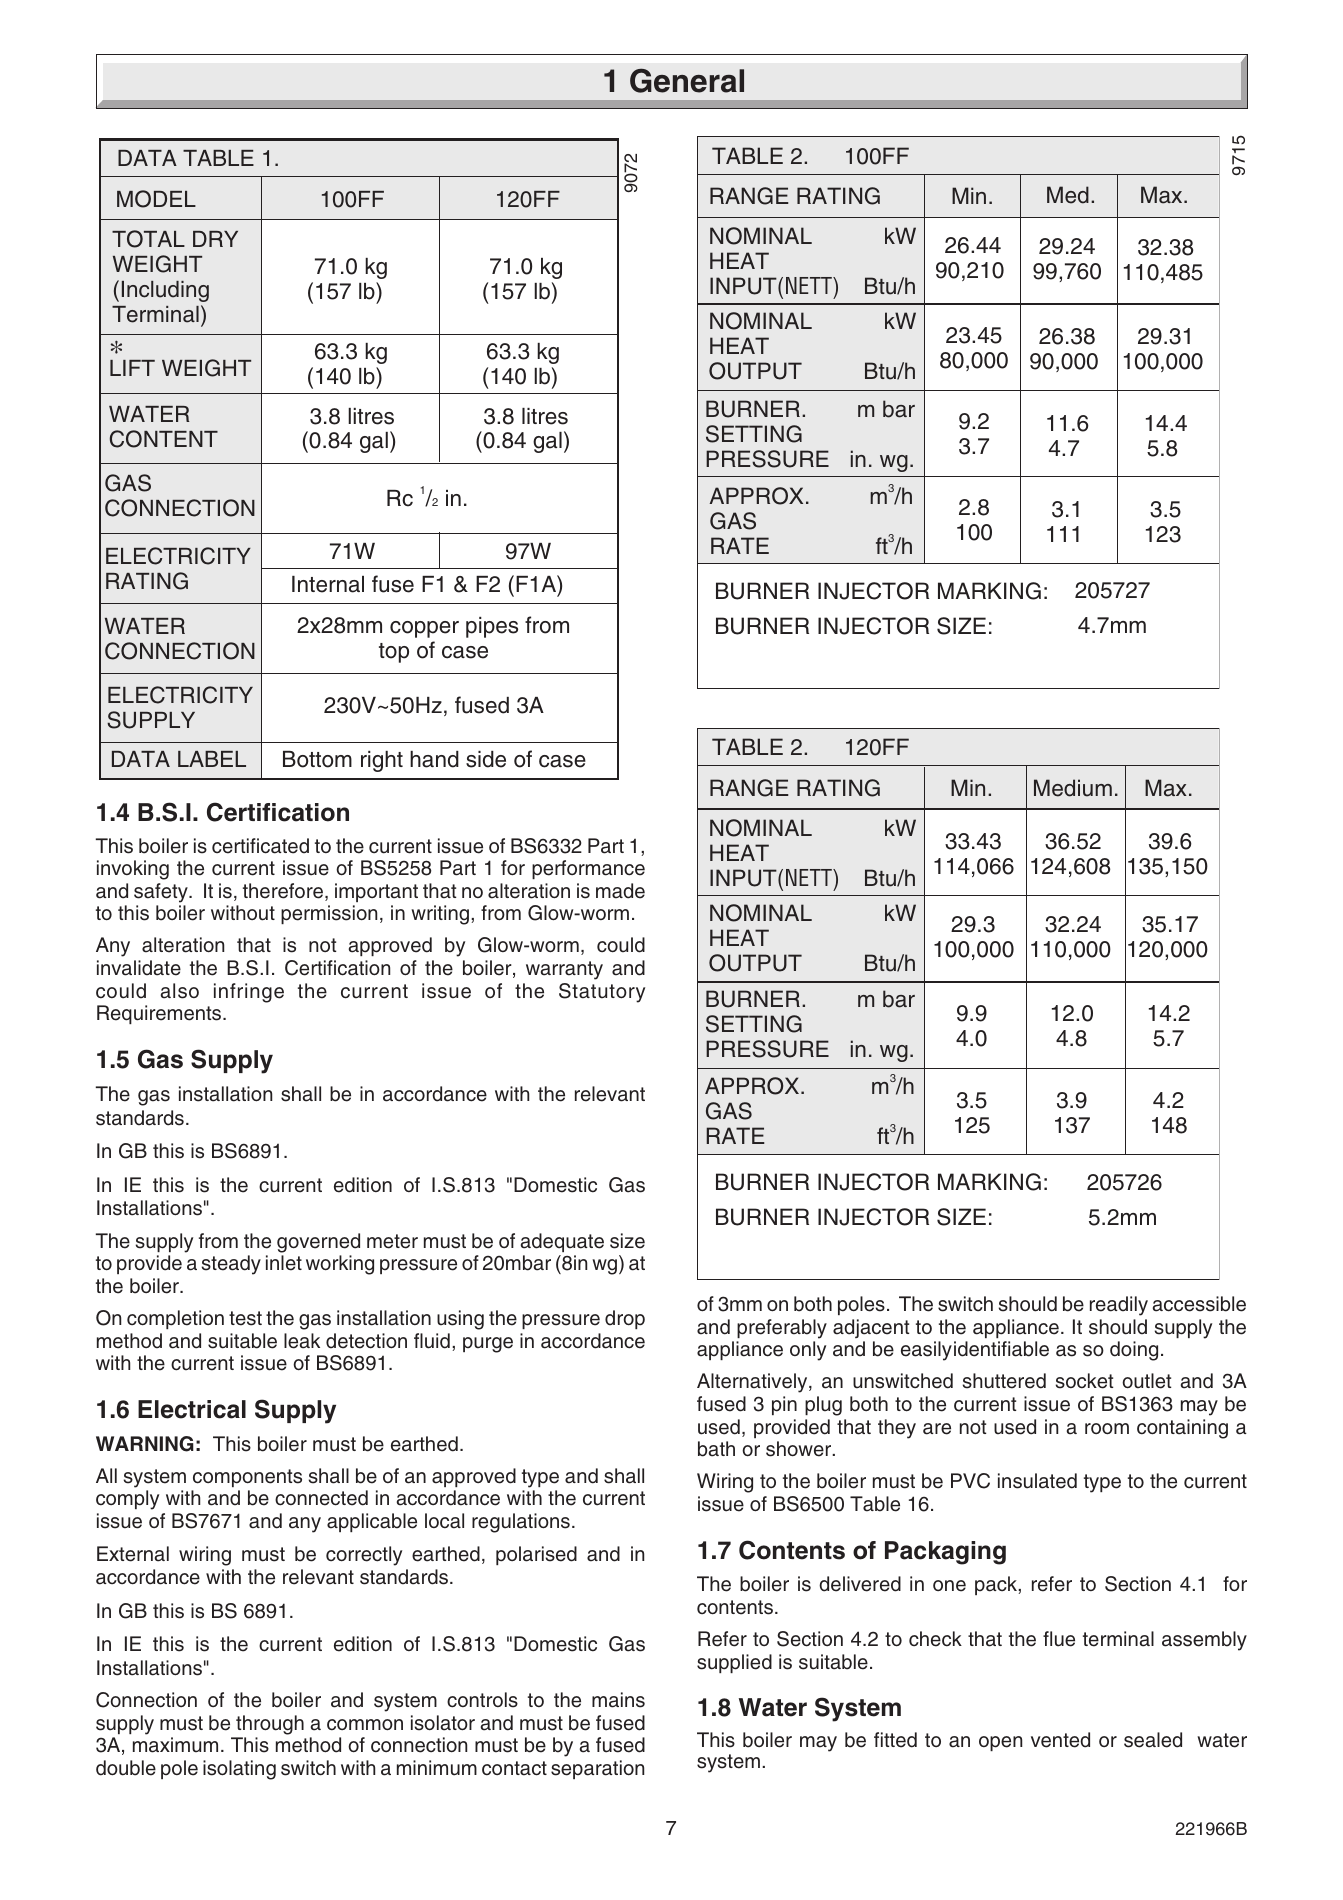 1 General
DATA TABLE 1.
9072
MODEL 100FF 120FF
TOTAL DRY
WEIGHT 71.0 kg 71.0 kg
(Including (157 lb) (157 lb)
Terminal)
* 63.3 kg 63.3 kg
LIFT WEIGHT (140 lb) (140 lb)
WATER 3.8 litres 3.8 litres
CONTENT (0.84 gal) (0.84 gal)
GAS
CONNECTION Rc 1/2 in.
ELECTRICITY 71W 97W
RATING Internal fuse F1 & F2 (F1A)
WATER 2x28mm copper pipes from
CONNECTION top of case
ELECTRICITY
SUPPLY 230V~50Hz, fused 3A
DATA LABEL Bottom right hand side of case
1.4 B.S.I. Certification
This boiler is certificated to the current issue of BS6332 Part 1,
invoking the current issue of BS5258 Part 1 for performance
and safety. It is, therefore, important that no alteration is made
to this boiler without permission, in writing, from Glow-worm.
Any alteration that is not approved by Glow-worm, could
invalidate the B.S.I. Certification of the boiler, warranty and
could also infringe the current issue of the Statutory
Requirements.
1.5 Gas Supply
The gas installation shall be in accordance with the relevant
standards.
In GB this is BS6891.
In IE this is the current edition of I.S.813 "Domestic Gas
Installations".
The supply from the governed meter must be of adequate size
to provide a steady inlet working pressure of 20mbar (8in wg) at
the boiler.
On completion test the gas installation using the pressure drop
method and suitable leak detection fluid, purge in accordance
with the current issue of BS6891.
1.6 Electrical Supply
WARNING: This boiler must be earthed.
All system components shall be of an approved type and shall
comply with and be connected in accordance with the current
issue of BS7671 and any applicable local regulations.
External wiring must be correctly earthed, polarised and in
accordance with the relevant standards.
In GB this is BS 6891.
In IE this is the current edition of I.S.813 "Domestic Gas
Installations".
Connection of the boiler and system controls to the mains
supply must be through a common isolator and must be fused
3A, maximum. This method of connection must be by a fused
double pole isolating switch with a minimum contact separation
TABLE 2. 100FF
9715
RANGE RATING Min. Med. Max.
NOMINAL kW 26.44 29.24 32.38
HEAT 90,210 99,760 110,485
INPUT(NETT) Btu/h
NOMINAL kW 23.45 26.38 29.31
HEAT 80,000 90,000 100,000
OUTPUT Btu/h
BURNER. m bar 9.2 11.6 14.4
SETTING 3.7 4.7 5.8
PRESSURE in. wg.
APPROX. m3/h 2.8 3.1 3.5
GAS 100 111 123
RATE ft3/h
BURNER INJECTOR MARKING: 205727
BURNER INJECTOR SIZE: 4.7mm
TABLE 2. 120FF
RANGE RATING Min. Medium. Max.
NOMINAL kW 33.43 36.52 39.6
HEAT 114,066 124,608 135,150
INPUT(NETT) Btu/h
NOMINAL kW 29.3 32.24 35.17
HEAT 100,000 110,000 120,000
OUTPUT Btu/h
BURNER. m bar 9.9 12.0 14.2
SETTING 4.0 4.8 5.7
PRESSURE in. wg.
APPROX. m3/h 3.5 3.9 4.2
GAS 125 137 148
RATE ft3/h
BURNER INJECTOR MARKING: 205726
BURNER INJECTOR SIZE: 5.2mm
of 3mm on both poles. The switch should be readily accessible
and preferably adjacent to the appliance. It should supply the
appliance only and be easilyidentifiable as so doing.
Alternatively, an unswitched shuttered socket outlet and 3A
fused 3 pin plug both to the current issue of BS1363 may be
used, provided that they are not used in a room containing a
bath or shower.
Wiring to the boiler must be PVC insulated type to the current
issue of BS6500 Table 16.
1.7 Contents of Packaging
The boiler is delivered in one pack, refer to Section 4.1 for
contents.
Refer to Section 4.2 to check that the flue terminal assembly
supplied is suitable.
1.8 Water System
This boiler may be fitted to an open vented or sealed water
system.
7
221966B